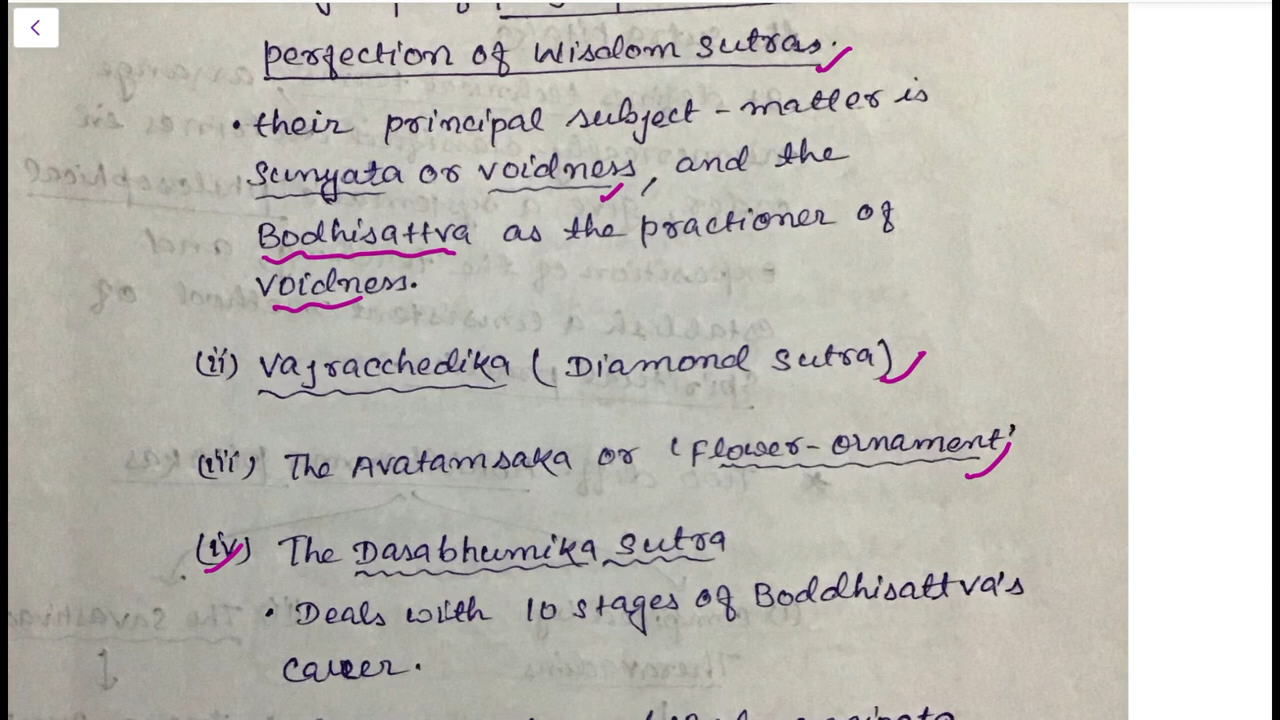 perfection of Wisdom Sutras.
• their principal subject-matter is
Sunyata or voidness, and the
Bodhisattva as the practioner of
voidness.
(ii) Vajracchedika (Diamond Sutra)
(iii) The Avatamsaka or 'Flower-ornament'
(iv) The Dasabhumika Sutra
• Deals with 10 stages of Boddhisattva's
career.